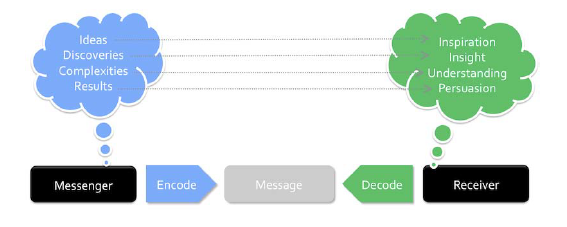 Ideas
Discoveries
Complexities
Results
Inspiration
Insight
Understanding
Persuasion
Messenger
Encode
Message
Decode
Receiver